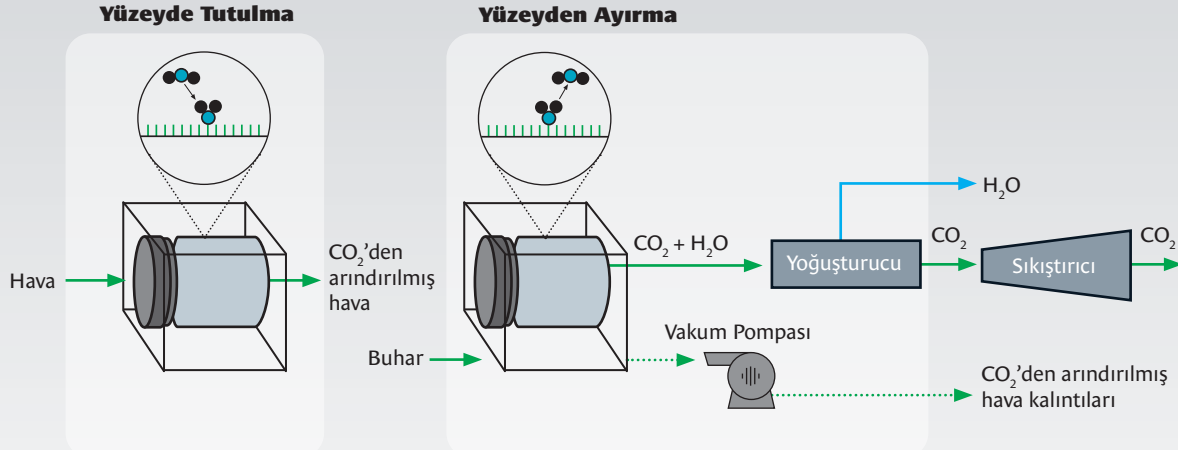 Yüzeyde Tutulma
Hava
CO₂’den
arındırılmış
hava
Yüzeyden Ayırma
Buhar
CO₂ + H₂O
Yoğuşturucu
H₂O
CO₂
Sıkıştırıcı
CO₂
Vakum Pompası
CO₂’den arındırılmış
hava kalıntıları